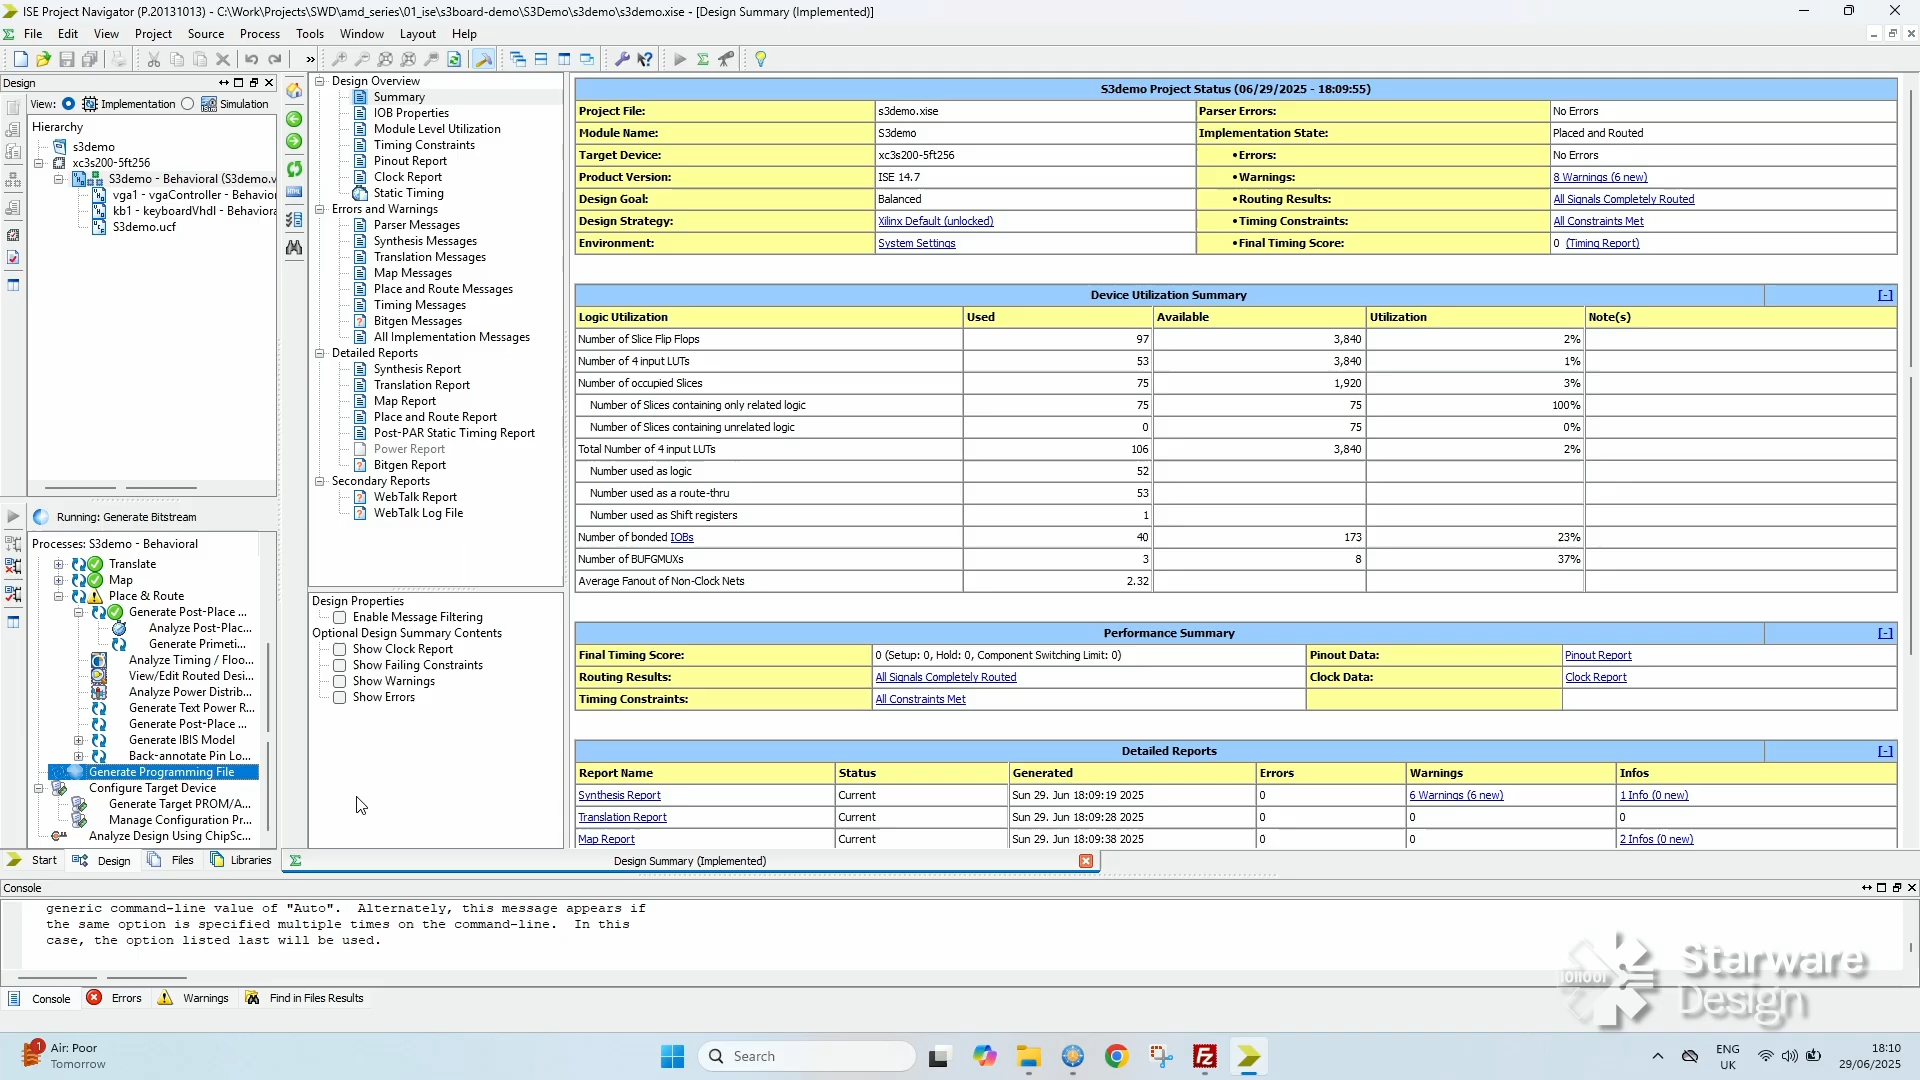 ISE Project Navigator (P.20131013) - C:\Work\Projects\SWD\amd_series\01_ise\s3board-demo\S3Demo\s3demo\s3demo.xise - [Design Summary (Implemented)]
File Edit View Project Source Process Tools Window Layout Help
»
Design
View: Implementation Simulation
Hierarchy
s3demo
xc3s200-5ft256
S3demo - Behavioral (S3demo.v
vga1 - vgaController - Behavior
kb1 - keyboardVhdl - Behaviora
S3demo.ucf
Running: Generate Bitstream
Processes: S3demo - Behavioral
Translate
Map
Place & Route
Generate Post-Place ...
Analyze Post-Plac...
Generate Primeti...
Analyze Timing / Floo...
View/Edit Routed Desi...
Analyze Power Distrib...
Generate Text Power R...
Generate Post-Place ...
Generate IBIS Model
Back-annotate Pin Lo...
Generate Programming File
Configure Target Device
Generate Target PROM/A...
Manage Configuration Pr...
Analyze Design Using ChipSc...
Start Design Files Libraries
Design Overview
Summary
IOB Properties
Module Level Utilization
Timing Constraints
Pinout Report
Clock Report
Static Timing
Errors and Warnings
Parser Messages
Synthesis Messages
Translation Messages
Map Messages
Place and Route Messages
Timing Messages
Bitgen Messages
All Implementation Messages
Detailed Reports
Synthesis Report
Translation Report
Map Report
Place and Route Report
Post-PAR Static Timing Report
Power Report
Bitgen Report
Secondary Reports
WebTalk Report
WebTalk Log File
Design Properties
Enable Message Filtering
Optional Design Summary Contents
Show Clock Report
Show Failing Constraints
Show Warnings
Show Errors
S3demo Project Status (06/29/2025 - 18:09:55)
Project File: s3demo.xise Parser Errors: No Errors
Module Name: S3demo Implementation State: Placed and Routed
Target Device: xc3s200-5ft256 •Errors: No Errors
Product Version: ISE 14.7 •Warnings: 8 Warnings (6 new)
Design Goal: Balanced •Routing Results: All Signals Completely Routed
Design Strategy: Xilinx Default (unlocked) •Timing Constraints: All Constraints Met
Environment: System Settings •Final Timing Score: 0 (Timing Report)
Device Utilization Summary [-]
Logic Utilization Used Available Utilization Note(s)
Number of Slice Flip Flops 97 3,840 2%
Number of 4 input LUTs 53 3,840 1%
Number of occupied Slices 75 1,920 3%
Number of Slices containing only related logic 75 75 100%
Number of Slices containing unrelated logic 0 75 0%
Total Number of 4 input LUTs 106 3,840 2%
Number used as logic 52
Number used as a route-thru 53
Number used as Shift registers 1
Number of bonded IOBs 40 173 23%
Number of BUFGMUXs 3 8 37%
Average Fanout of Non-Clock Nets 2.32
Performance Summary [-]
Final Timing Score: 0 (Setup: 0, Hold: 0, Component Switching Limit: 0) Pinout Data: Pinout Report
Routing Results: All Signals Completely Routed Clock Data: Clock Report
Timing Constraints: All Constraints Met
Detailed Reports [-]
Report Name Status Generated Errors Warnings Infos
Synthesis Report Current Sun 29. Jun 18:09:19 2025 0 6 Warnings (6 new) 1 Info (0 new)
Translation Report Current Sun 29. Jun 18:09:28 2025 0 0 0
Map Report Current Sun 29. Jun 18:09:38 2025 0 0 2 Infos (0 new)
Design Summary (Implemented)
Console
generic command-line value of "Auto". Alternately, this message appears if
the same option is specified multiple times on the command-line. In this
case, the option listed last will be used.
Console Errors Warnings Find in Files Results
Starware
Design
1
Air: Poor
Tomorrow
Search
ENG
UK
18:10
29/06/2025